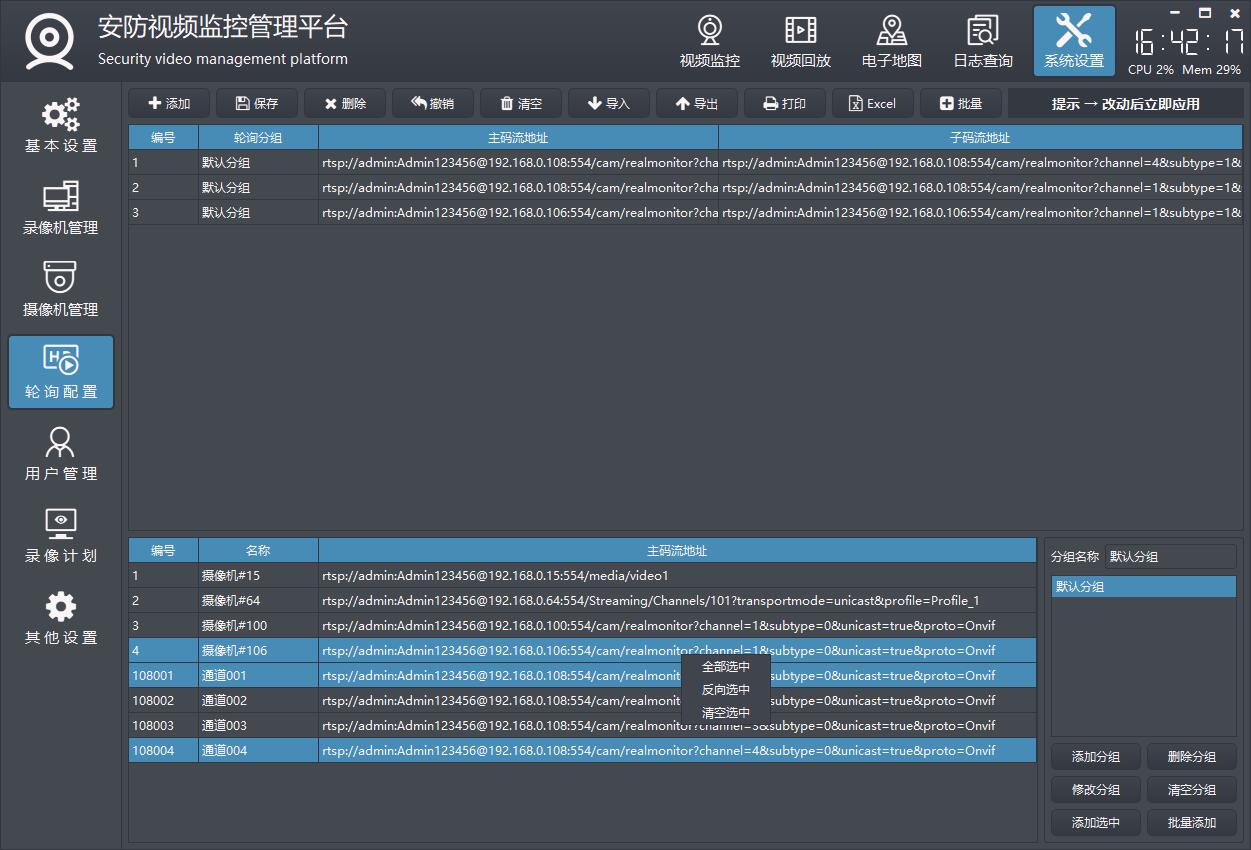 安防视频监控管理平台
Security video management platform
视频监控 视频回放 电子地图 日志查询 系统设置
16:42:17
CPU 2% Mem 29%
基本设置
录像机管理
摄像机管理
轮询配置
用户管理
录像计划
其他设置
添加 保存 删除 撤销 清空 导入 导出 打印 Excel 批量 提示 → 改动后立即应用
编号 轮询分组 主码流地址 子码流地址
1 默认分组 rtsp://admin:Admin123456@192.168.0.108:554/cam/realmonitor?cha rtsp://admin:Admin123456@192.168.0.108:554/cam/realmonitor?channel=4&subtype=1&
2 默认分组 rtsp://admin:Admin123456@192.168.0.108:554/cam/realmonitor?cha rtsp://admin:Admin123456@192.168.0.108:554/cam/realmonitor?channel=1&subtype=1&
3 默认分组 rtsp://admin:Admin123456@192.168.0.106:554/cam/realmonitor?cha rtsp://admin:Admin123456@192.168.0.106:554/cam/realmonitor?channel=1&subtype=1&
编号 名称 主码流地址
1 摄像机#15 rtsp://admin:Admin123456@192.168.0.15:554/media/video1
2 摄像机#64 rtsp://admin:Admin123456@192.168.0.64:554/Streaming/Channels/101?transportmode=unicast&profile=Profile_1
3 摄像机#100 rtsp://admin:Admin123456@192.168.0.100:554/cam/realmonitor?channel=1&subtype=0&unicast=true&proto=Onvif
4 摄像机#106 rtsp://admin:Admin123456@192.168.0.106:554/cam/realmonitor?channel=1&subtype=0&unicast=true&proto=Onvif
108001 通道001 rtsp://admin:Admin123456@192.168.0.108:554/cam/realmonit subtype=0&unicast=true&proto=Onvif
108002 通道002 rtsp://admin:Admin123456@192.168.0.108:554/cam/realmonit subtype=0&unicast=true&proto=Onvif
108003 通道003 rtsp://admin:Admin123456@192.168.0.108:554/cam/realmonitor?channel=3&subtype=0&unicast=true&proto=Onvif
108004 通道004 rtsp://admin:Admin123456@192.168.0.108:554/cam/realmonitor?channel=4&subtype=0&unicast=true&proto=Onvif
全部选中
反向选中
清空选中
分组名称 默认分组
默认分组
添加分组 删除分组
修改分组 清空分组
添加选中 批量添加